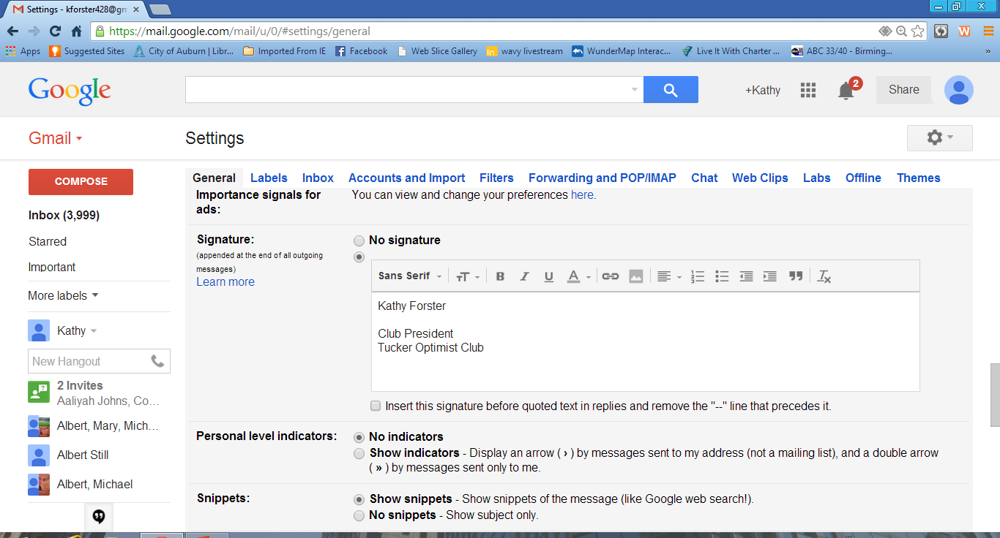 Settings - kforster428@gm
https://mail.google.com/mail/u/0/#settings/general
Apps Suggested Sites City of Auburn | Libr... Imported From IE Facebook Web Slice Gallery wavy livestream WunderMap Interac... Live It With Charter ... ABC 33/40 - Birming... »
Google +Kathy 2 Share
Gmail Settings
COMPOSE
General Labels Inbox Accounts and Import Filters Forwarding and POP/IMAP Chat Web Clips Labs Offline Themes
Inbox (3,999)
Starred
Important
More labels
Kathy
New Hangout
2 Invites
Aaliyah Johns, Co...
Albert, Mary, Mich...
Albert Still
Albert, Michael
Importance signals for
ads:
You can view and change your preferences here.
Signature:
(appended at the end of all outgoing
messages)
Learn more
No signature
Sans Serif TT B I U A Tx
Kathy Forster
Club President
Tucker Optimist Club
Insert this signature before quoted text in replies and remove the "--" line that precedes it.
Personal level indicators:
No indicators
Show indicators - Display an arrow ( › ) by messages sent to my address (not a mailing list), and a double arrow
( » ) by messages sent only to me.
Snippets:
Show snippets - Show snippets of the message (like Google web search!).
No snippets - Show subject only.